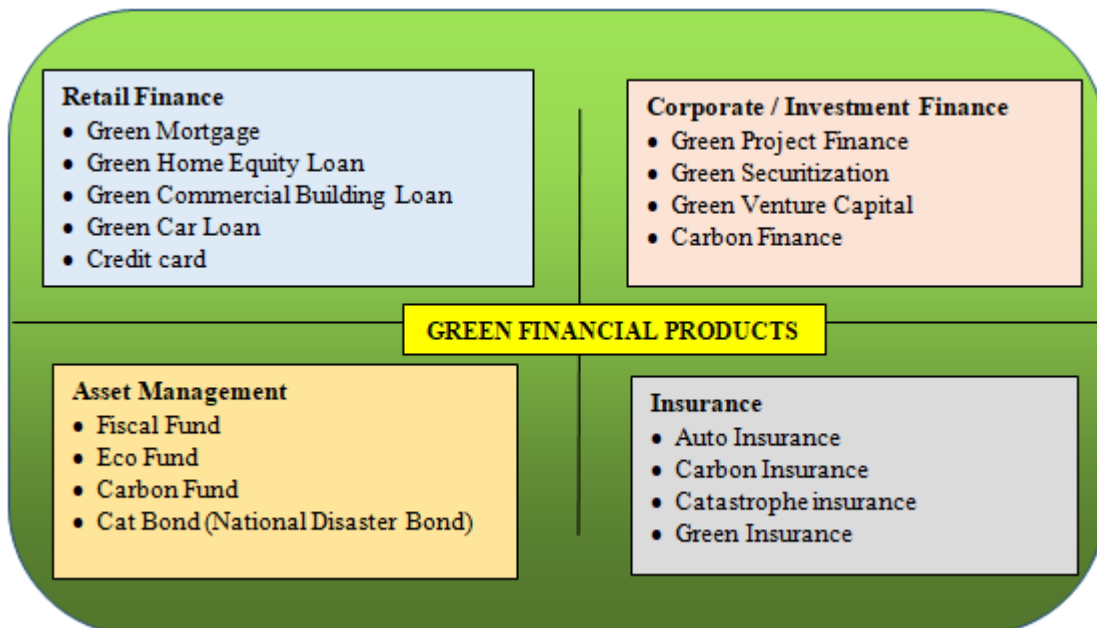 Retail Finance
• Green Mortgage
• Green Home Equity Loan
• Green Commercial Building Loan
• Green Car Loan
• Credit card
Corporate / Investment Finance
• Green Project Finance
• Green Securitization
• Green Venture Capital
• Carbon Finance
GREEN FINANCIAL PRODUCTS
Asset Management
• Fiscal Fund
• Eco Fund
• Carbon Fund
• Cat Bond (National Disaster Bond)
Insurance
• Auto Insurance
• Carbon Insurance
• Catastrophe insurance
• Green Insurance